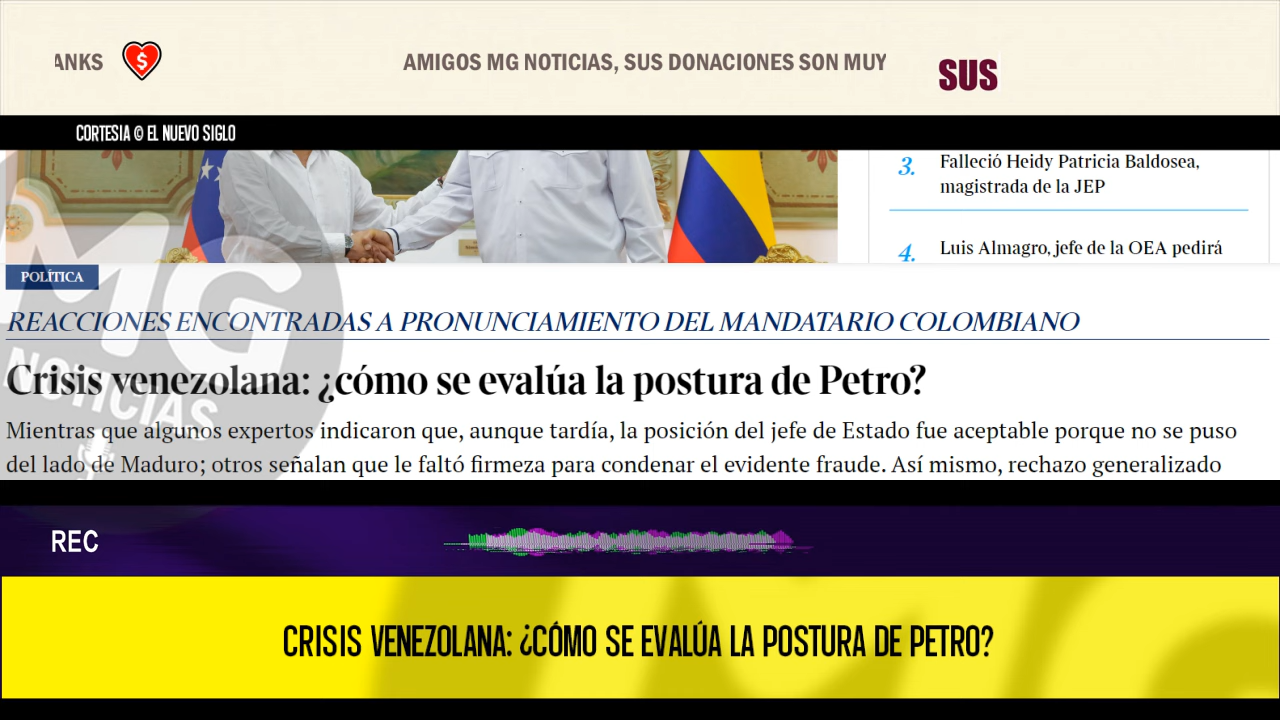 ANKS
AMIGOS MG NOTICIAS, SUS DONACIONES SON MUY
SUS
CORTESIA © EL NUEVO SIGLO
3. Falleció Heidy Patricia Baldosea,
magistrada de la JEP
4. Luis Almagro, jefe de la OEA pedirá
POLÍTICA
REACCIONES ENCONTRADAS A PRONUNCIAMIENTO DEL MANDATARIO COLOMBIANO
Crisis venezolana: ¿cómo se evalúa la postura de Petro?
Mientras que algunos expertos indicaron que, aunque tardía, la posición del jefe de Estado fue aceptable porque no se puso
del lado de Maduro; otros señalan que le faltó firmeza para condenar el evidente fraude. Así mismo, rechazo generalizado
MG
NOTICIAS
REC
CRISIS VENEZOLANA: ¿CÓMO SE EVALÚA LA POSTURA DE PETRO?